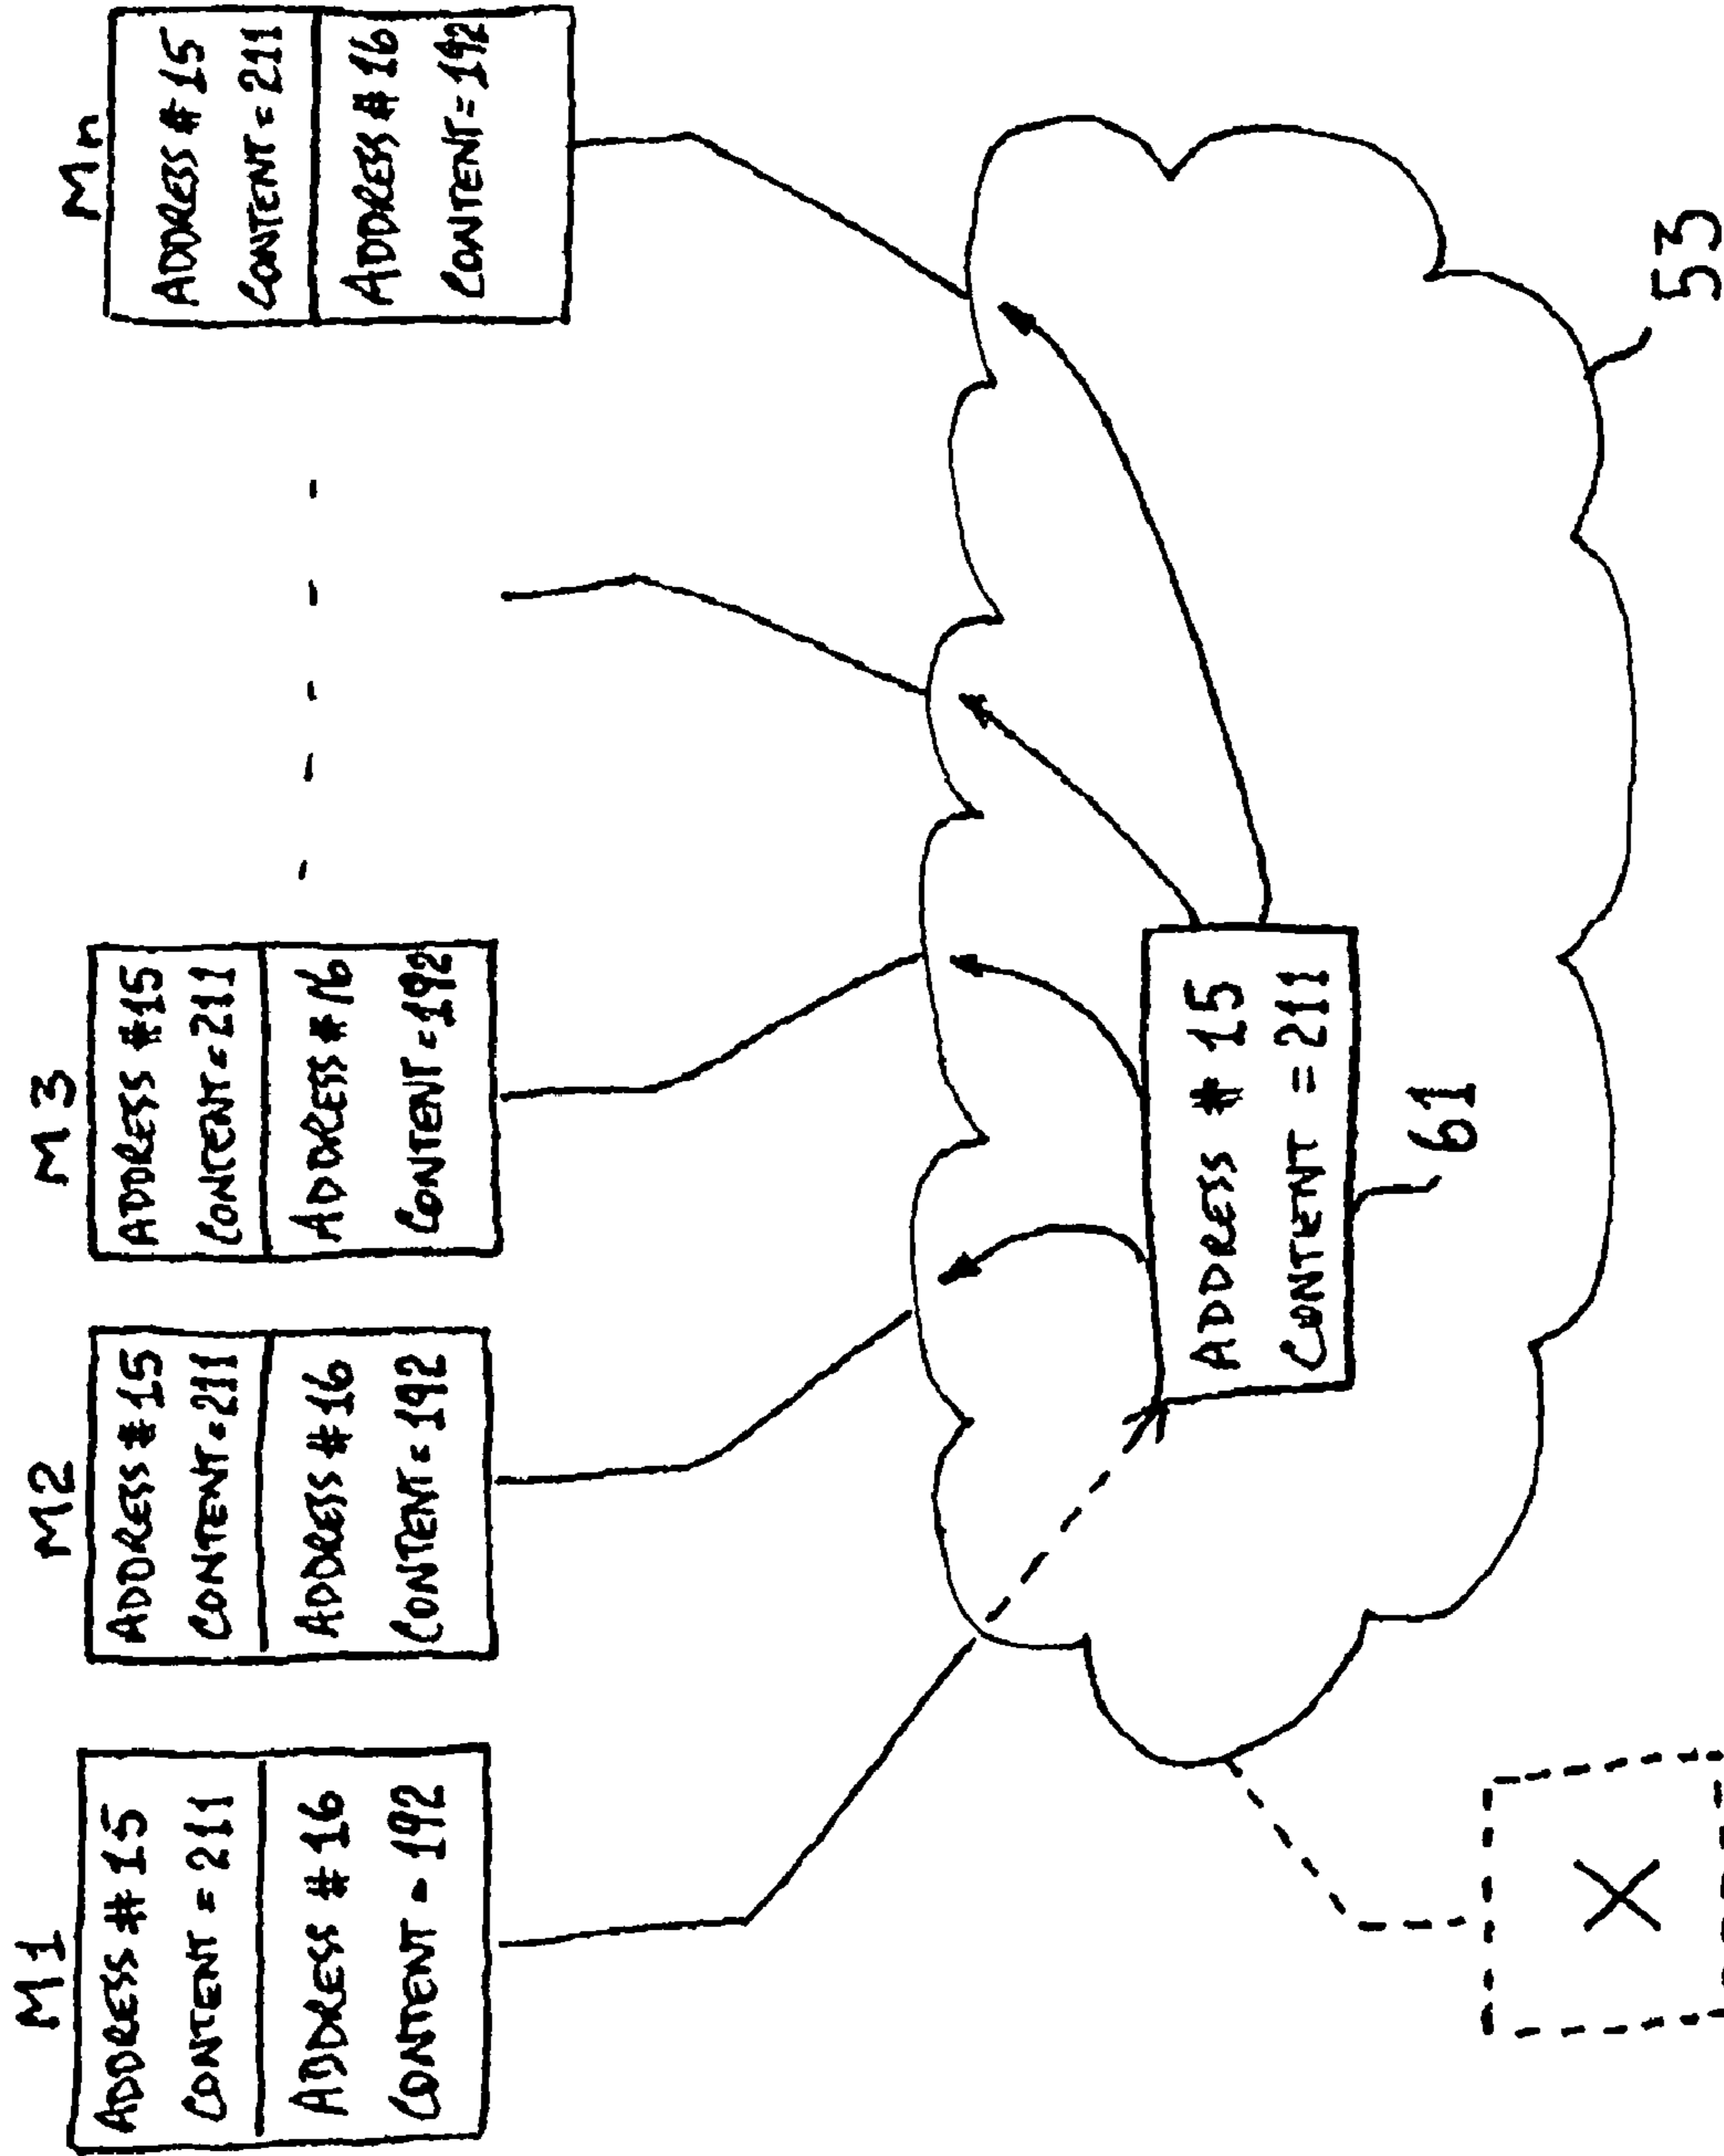 M1
ADDRESS # 15
CONTENT = 211
ADDRESS # 16
CONTENT - 192
M2
ADDRESS # 15
CONTENT = 211
ADDRESS # 16
CONTENT = 192
M3
ADDRESS #15
CONTENT = 211
ADDRESS # 16
CONTENT = 192
Mn
ADDRESS # 15
CONTENT = 211
ADDRESS # 16
CONTENT = 192
ADDRESS # 15
CONTENT = 211
61
53
X